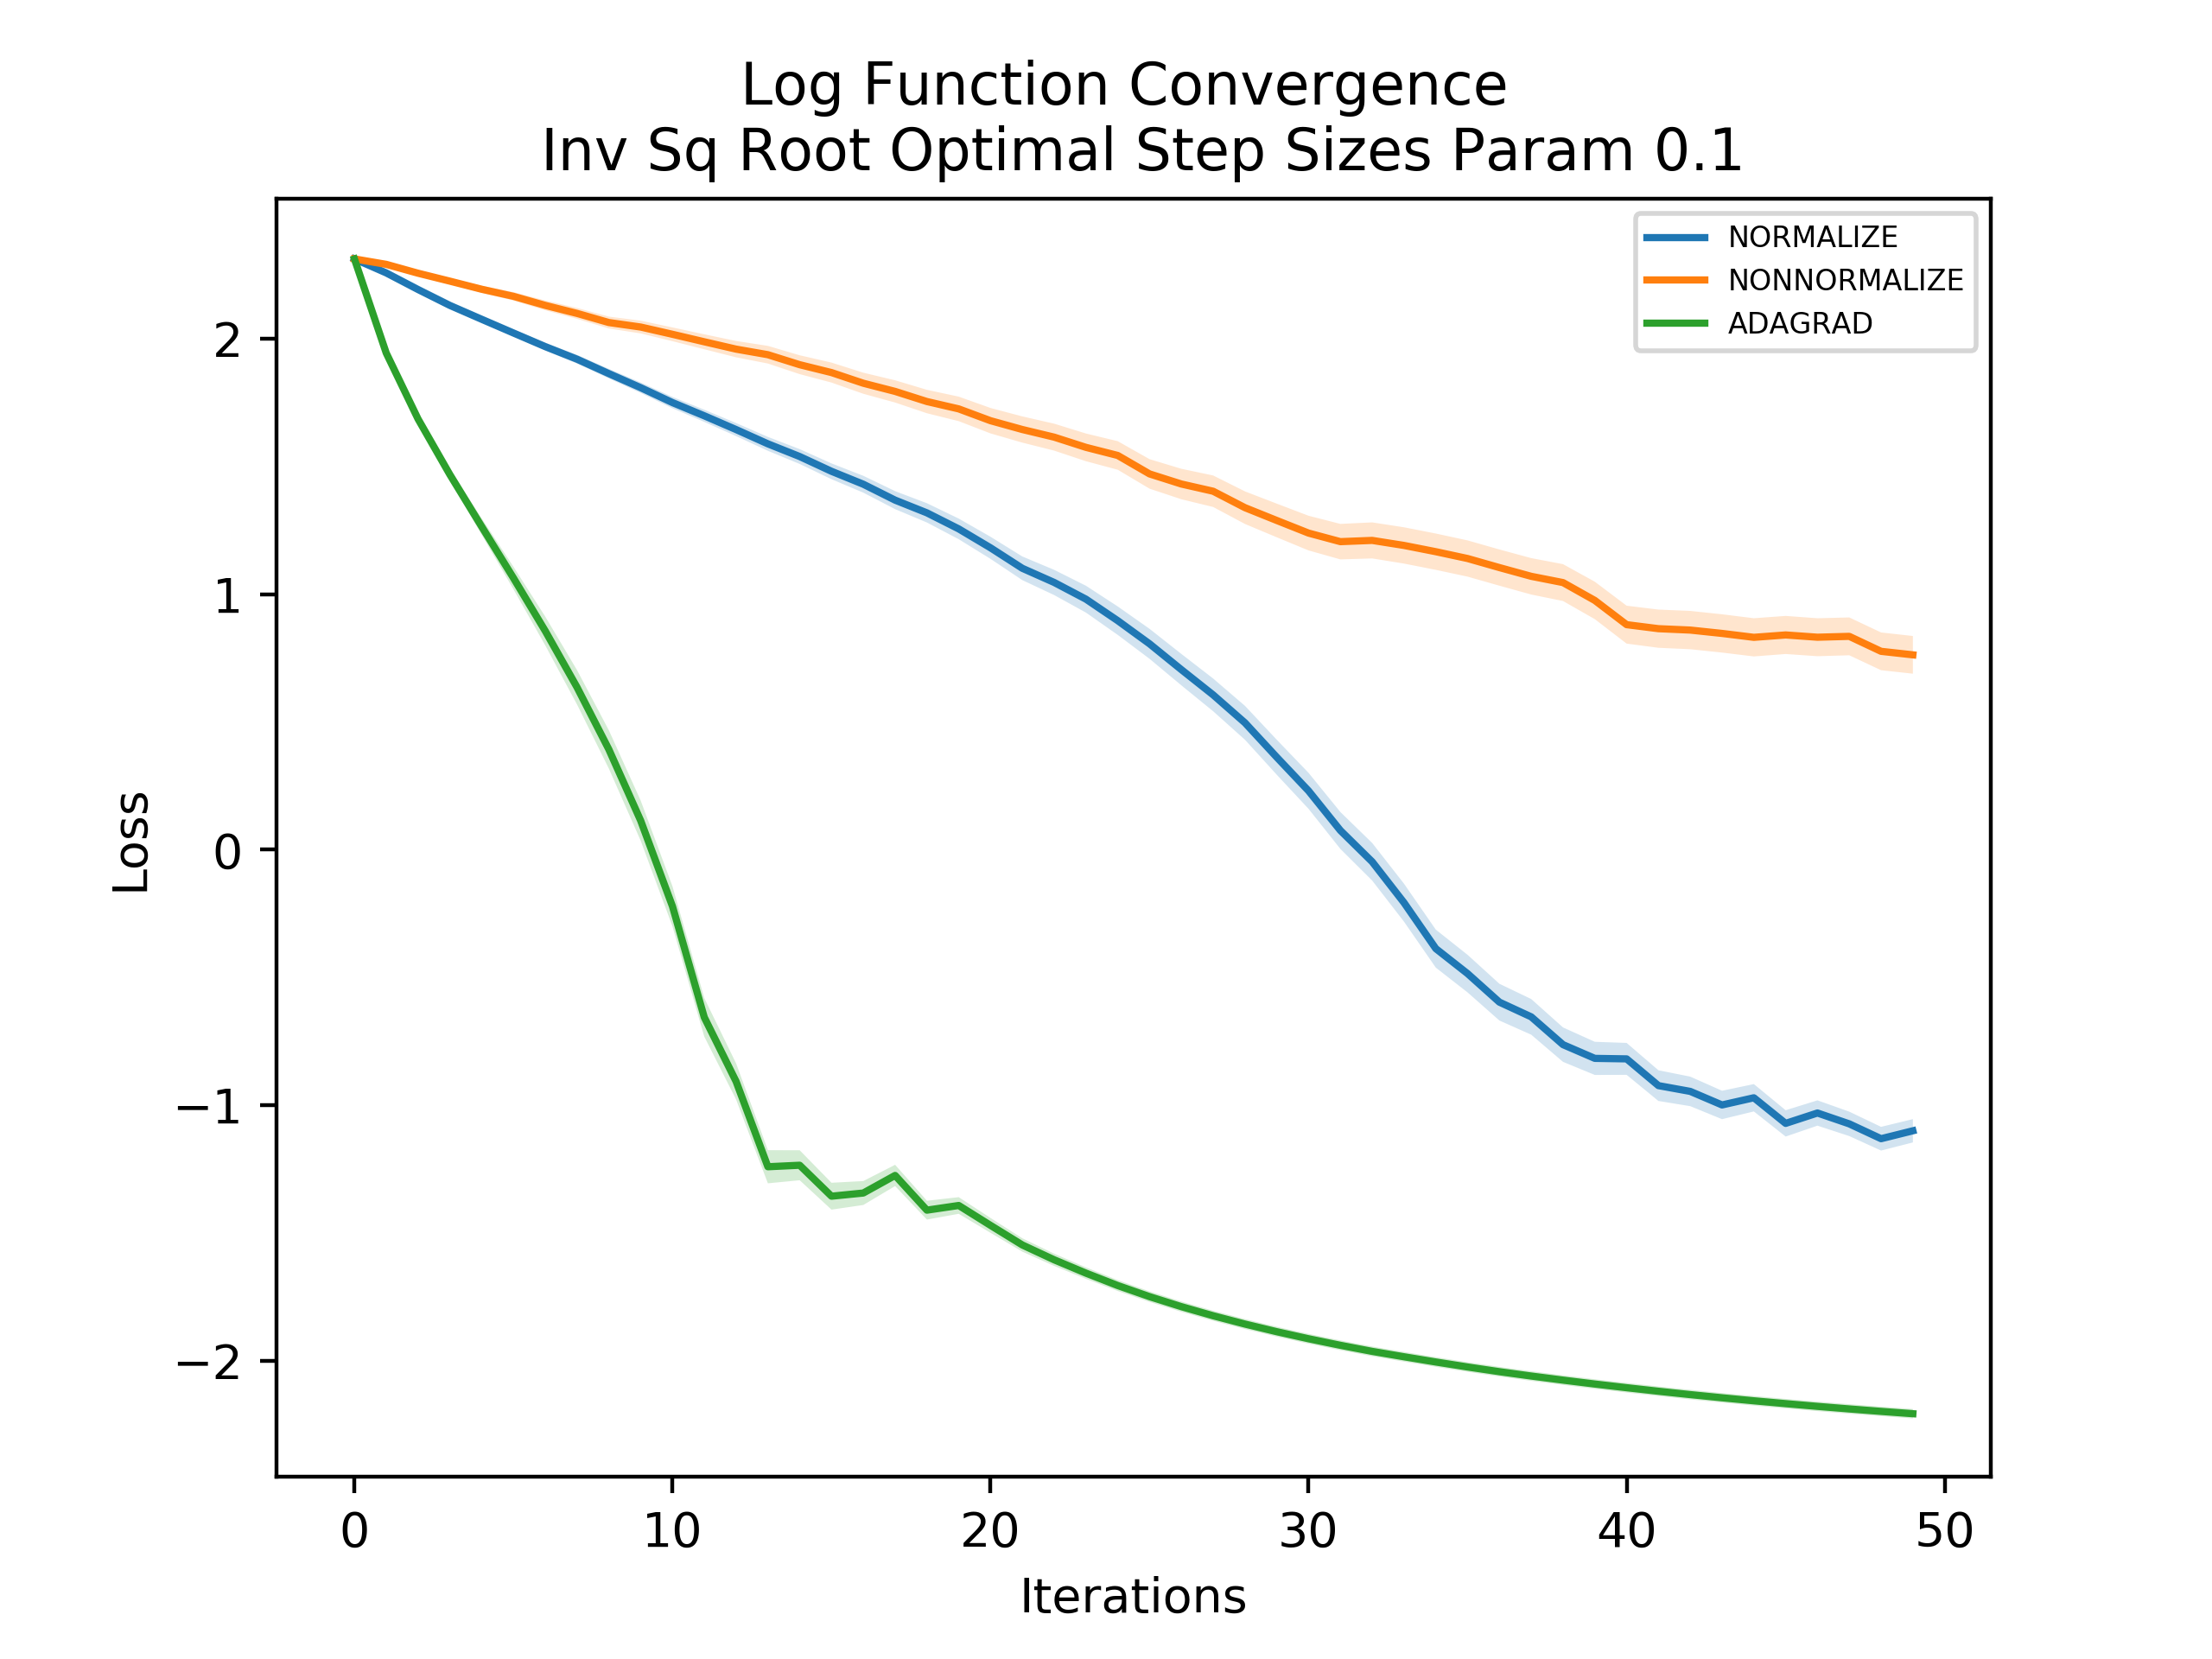 Log Function Convergence
Inv Sq Root Optimal Step Sizes Param 0.1
NORMALIZE
NONNORMALIZE
ADAGRAD
2
1
0
−1
−2
Loss
0 10 20 30 40 50
Iterations